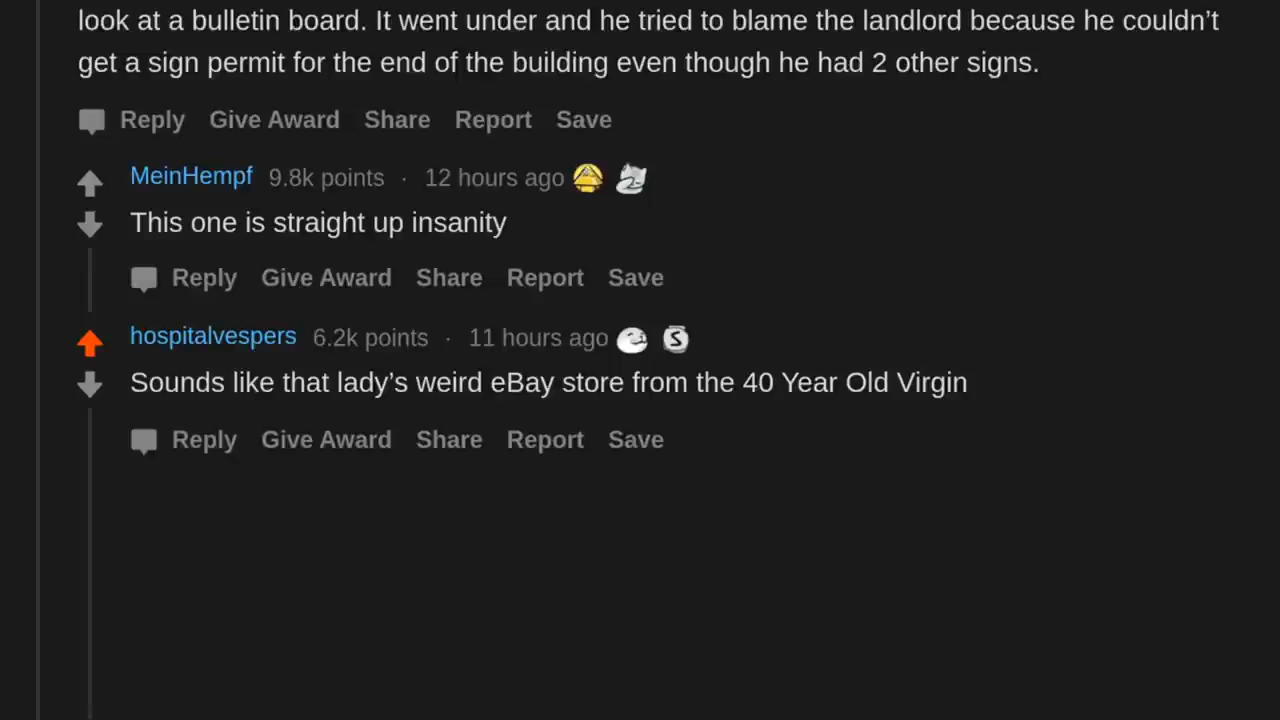 look at a bulletin board. It went under and he tried to blame the landlord because he couldn’t
get a sign permit for the end of the building even though he had 2 other signs.
Reply Give Award Share Report Save
MeinHempf 9.8k points · 12 hours ago
This one is straight up insanity
Reply Give Award Share Report Save
hospitalvespers 6.2k points · 11 hours ago S
Sounds like that lady’s weird eBay store from the 40 Year Old Virgin
Reply Give Award Share Report Save